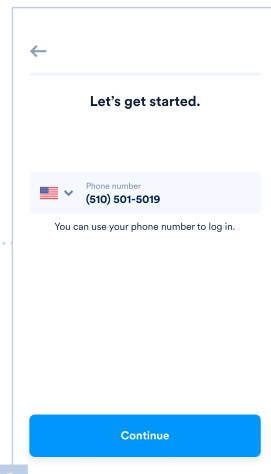 Let's get started.
Phone number
(510) 501-5019
You can use your phone number to log in.
Continue